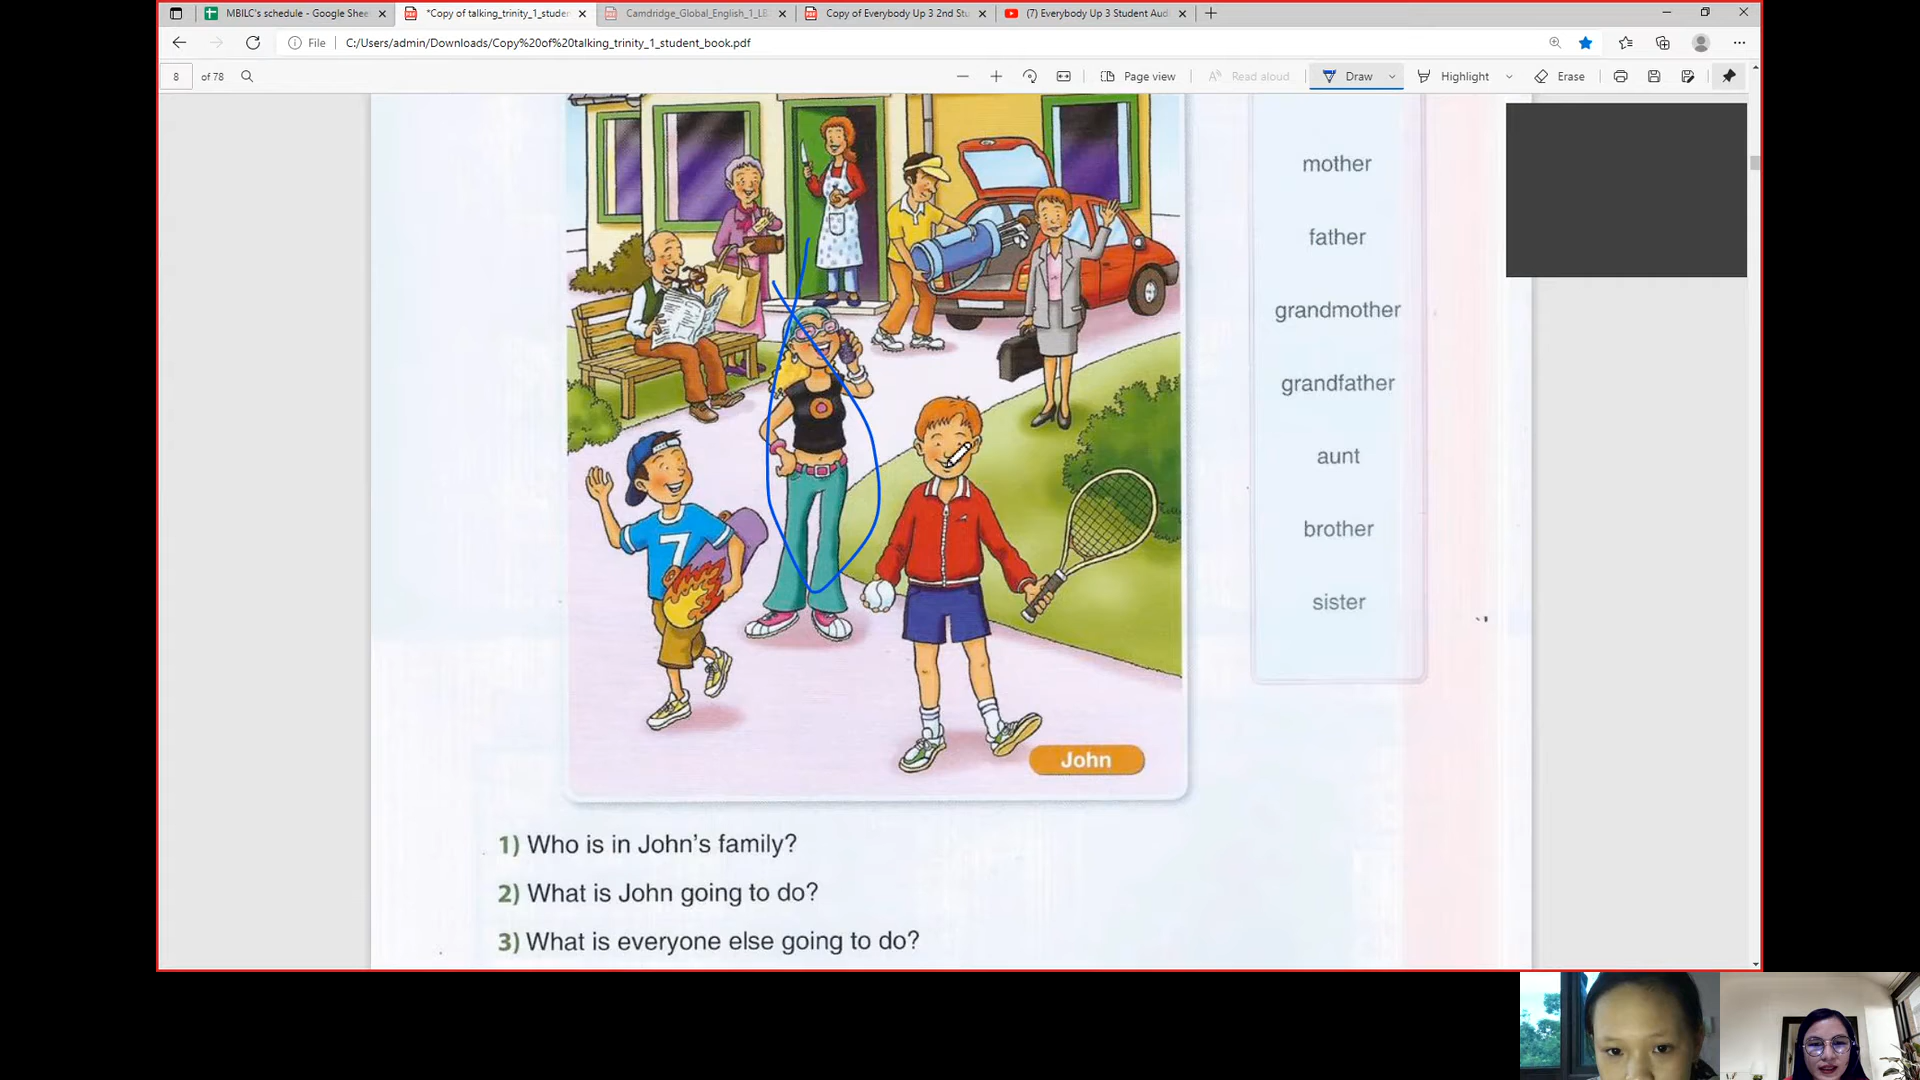 MBILC's schedule - Google Shee
*Copy of talking_trinity_1_studen
Camdridge_Global_English_1_LB
Copy of Everybody Up 3 2nd Stu
(7) Everybody Up 3 Student Aud
File
C:/Users/admin/Downloads/Copy%20of%20talking_trinity_1_student_book.pdf
8 of 78
Page view
Read aloud
Draw
Highlight
Erase
mother
father
grandmother
grandfather
aunt
brother
sister
7
John
1) Who is in John's family?
2) What is John going to do?
3) What is everyone else going to do?